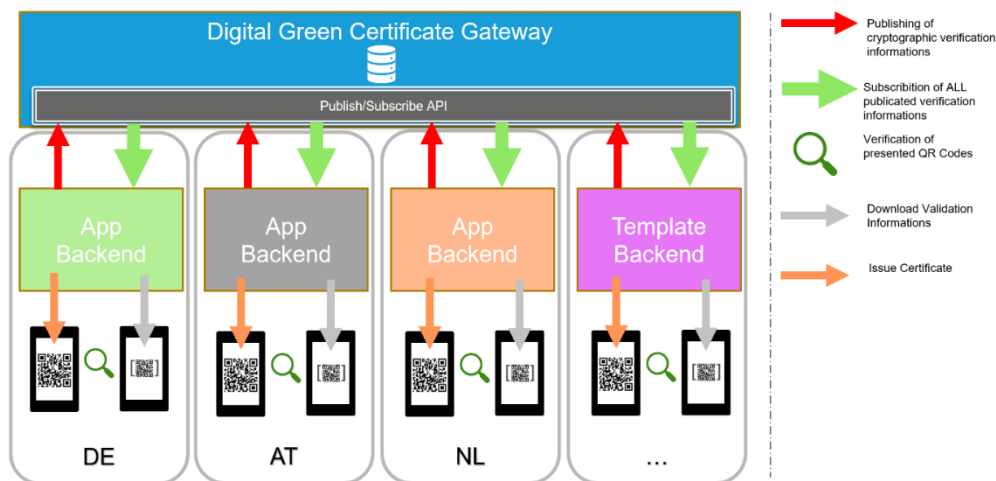 Digital Green Certificate Gateway
Publish/Subscribe API
App
Backend
App
Backend
App
Backend
Template
Backend
DE
AT
NL
...
Publishing of
cryptographic verification
informations
Subscribition of ALL
publicated verification
informations
Verification of
presented QR Codes
Download Validation
Informations
Issue Certificate